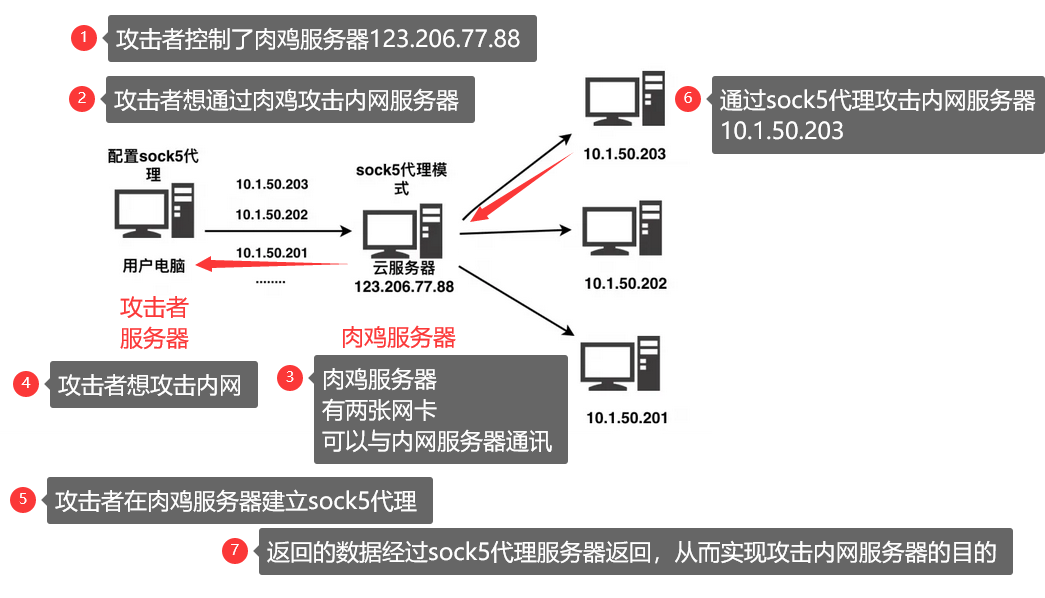 1
攻击者控制了肉鸡服务器123.206.77.88
2
攻击者想通过肉鸡攻击内网服务器
6
通过sock5代理攻击内网服务器
10.1.50.203
配置sock5代
理
10.1.50.203
10.1.50.202
10.1.50.201
........
sock5代理模
式
10.1.50.203
用户电脑
云服务器
123.206.77.88
10.1.50.202
攻击者
服务器
肉鸡服务器
4
攻击者想攻击内网
3
肉鸡服务器
有两张网卡
可以与内网服务器通讯
10.1.50.201
5
攻击者在肉鸡服务器建立sock5代理
7
返回的数据经过sock5代理服务器返回，从而实现攻击内网服务器的目的